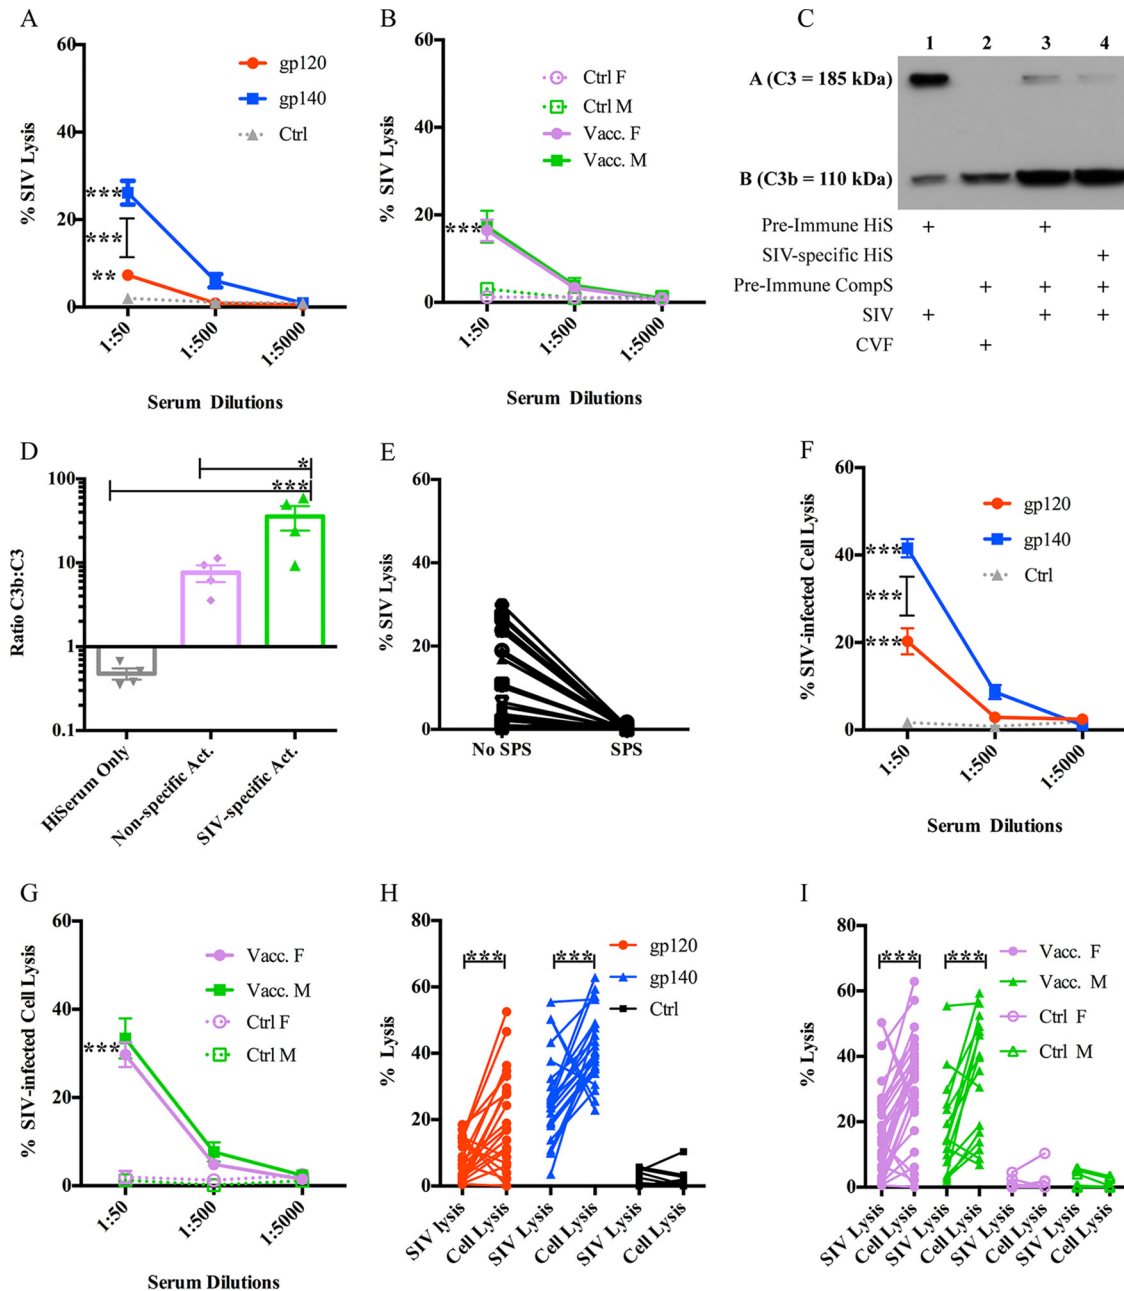 A
60
40
20
0
% SIV Lysis
gp120
gp140
Ctrl
***
***
**
1:50
1:500
1:5000
Serum Dilutions
B
60
40
20
0
% SIV Lysis
Ctrl F
Ctrl M
Vacc. F
Vacc. M
***
1:50
1:500
1:5000
Serum Dilutions
C
1 2 3 4
A (C3 = 185 kDa)
B (C3b = 110 kDa)
Pre-Immune HiS + +
SIV-specific HiS +
Pre-Immune CompS + + +
SIV + + +
CVF +
D
100
10
1
0.1
Ratio C3b:C3
*
***
HiSerum Only
Non-specific Act.
SIV-specific Act.
E
60
40
20
0
% SIV Lysis
No SPS
SPS
F
60
40
20
0
% SIV-infected Cell Lysis
gp120
gp140
Ctrl
***
***
***
1:50
1:500
1:5000
Serum Dilutions
G
60
40
20
0
% SIV-infected Cell Lysis
Vacc. F
Vacc. M
Ctrl F
Ctrl M
***
1:50
1:500
1:5000
Serum Dilutions
H
80
60
40
20
0
% Lysis
gp120
gp140
Ctrl
***
***
SIV lysis
Cell Lysis
SIV Lysis
Cell Lysis
SIV Lysis
Cell Lysis
I
80
60
40
20
0
% Lysis
Vacc. F
Vacc. M
Ctrl F
Ctrl M
***
***
SIV Lysis
Cell Lysis
SIV Lysis
Cell Lysis
SIV Lysis
Cell Lysis
SIV Lysis
Cell Lysis